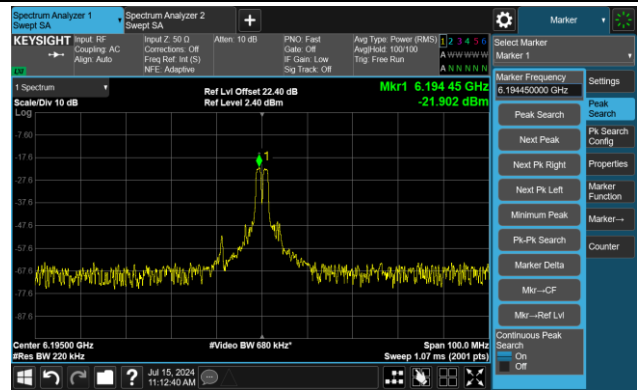 Spectrum Analyzer 1
Swept SA
Spectrum Analyzer 2
Swept SA
+
Marker
KEYSIGHT
Input: RF
Coupling: AC
Align: Auto
Input Z: 50 Ω
Corrections: Off
Freq Ref: Int (S)
NFE: Adaptive
Atten: 10 dB
PNO: Fast
Gate: Off
IF Gain: Low
Sig Track: Off
Avg Type: Power (RMS)
Avg|Hold: 100/100
Trig: Free Run
1 2 3 4 5 6
A W W W W W
A N N N N N
Select Marker
Marker 1
1 Spectrum
Scale/Div 10 dB
Log
Ref Lvl Offset 22.40 dB
Ref Level 2.40 dBm
Mkr1 6.194 45 GHz
-21.902 dBm
-7.60
-17.6
-27.6
-37.6
-47.6
-57.6
-67.6
-77.6
-87.6
1
Center 6.19500 GHz
#Res BW 220 kHz
#Video BW 680 kHz*
Span 100.0 MHz
Sweep 1.07 ms (2001 pts)
Marker Frequency
6.194450000 GHz
Peak Search
Next Peak
Next Pk Right
Next Pk Left
Minimum Peak
Pk-Pk Search
Marker Delta
Mkr→CF
Mkr→Ref Lvl
Continuous Peak
Search
On
Off
Settings
Peak
Search
Pk Search
Config
Properties
Marker
Function
Marker→
Counter
?
Jul 15, 2024
11:12:40 AM